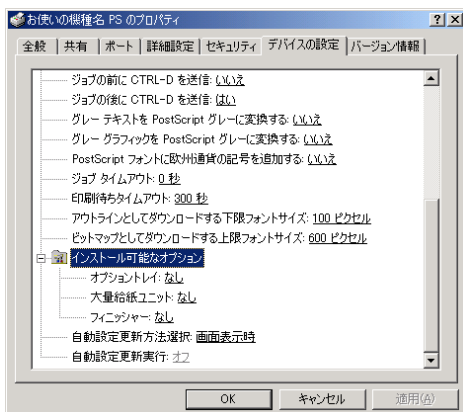 お使いの機種名 PS のプロパティ
全般 共有 ポート 詳細設定 セキュリティ デバイスの設定 バージョン情報
ジョブの前に CTRL-D を送信: いいえ
ジョブの後に CTRL-D を送信: はい
グレー テキストを PostScript グレーに変換する: いいえ
グレー グラフィックを PostScript グレーに変換する: いいえ
PostScript フォントに欧州通貨の記号を追加する: いいえ
ジョブ タイムアウト: 0 秒
印刷待ちタイムアウト: 300 秒
アウトラインとしてダウンロードする下限フォントサイズ: 100 ピクセル
ビットマップとしてダウンロードする上限フォントサイズ: 600 ピクセル
インストール可能なオプション
オプショントレイ: なし
大量給紙ユニット: なし
フィニッシャー: なし
自動設定更新方法選択: 画面表示時
自動設定更新実行: オフ
OK キャンセル 適用(A)